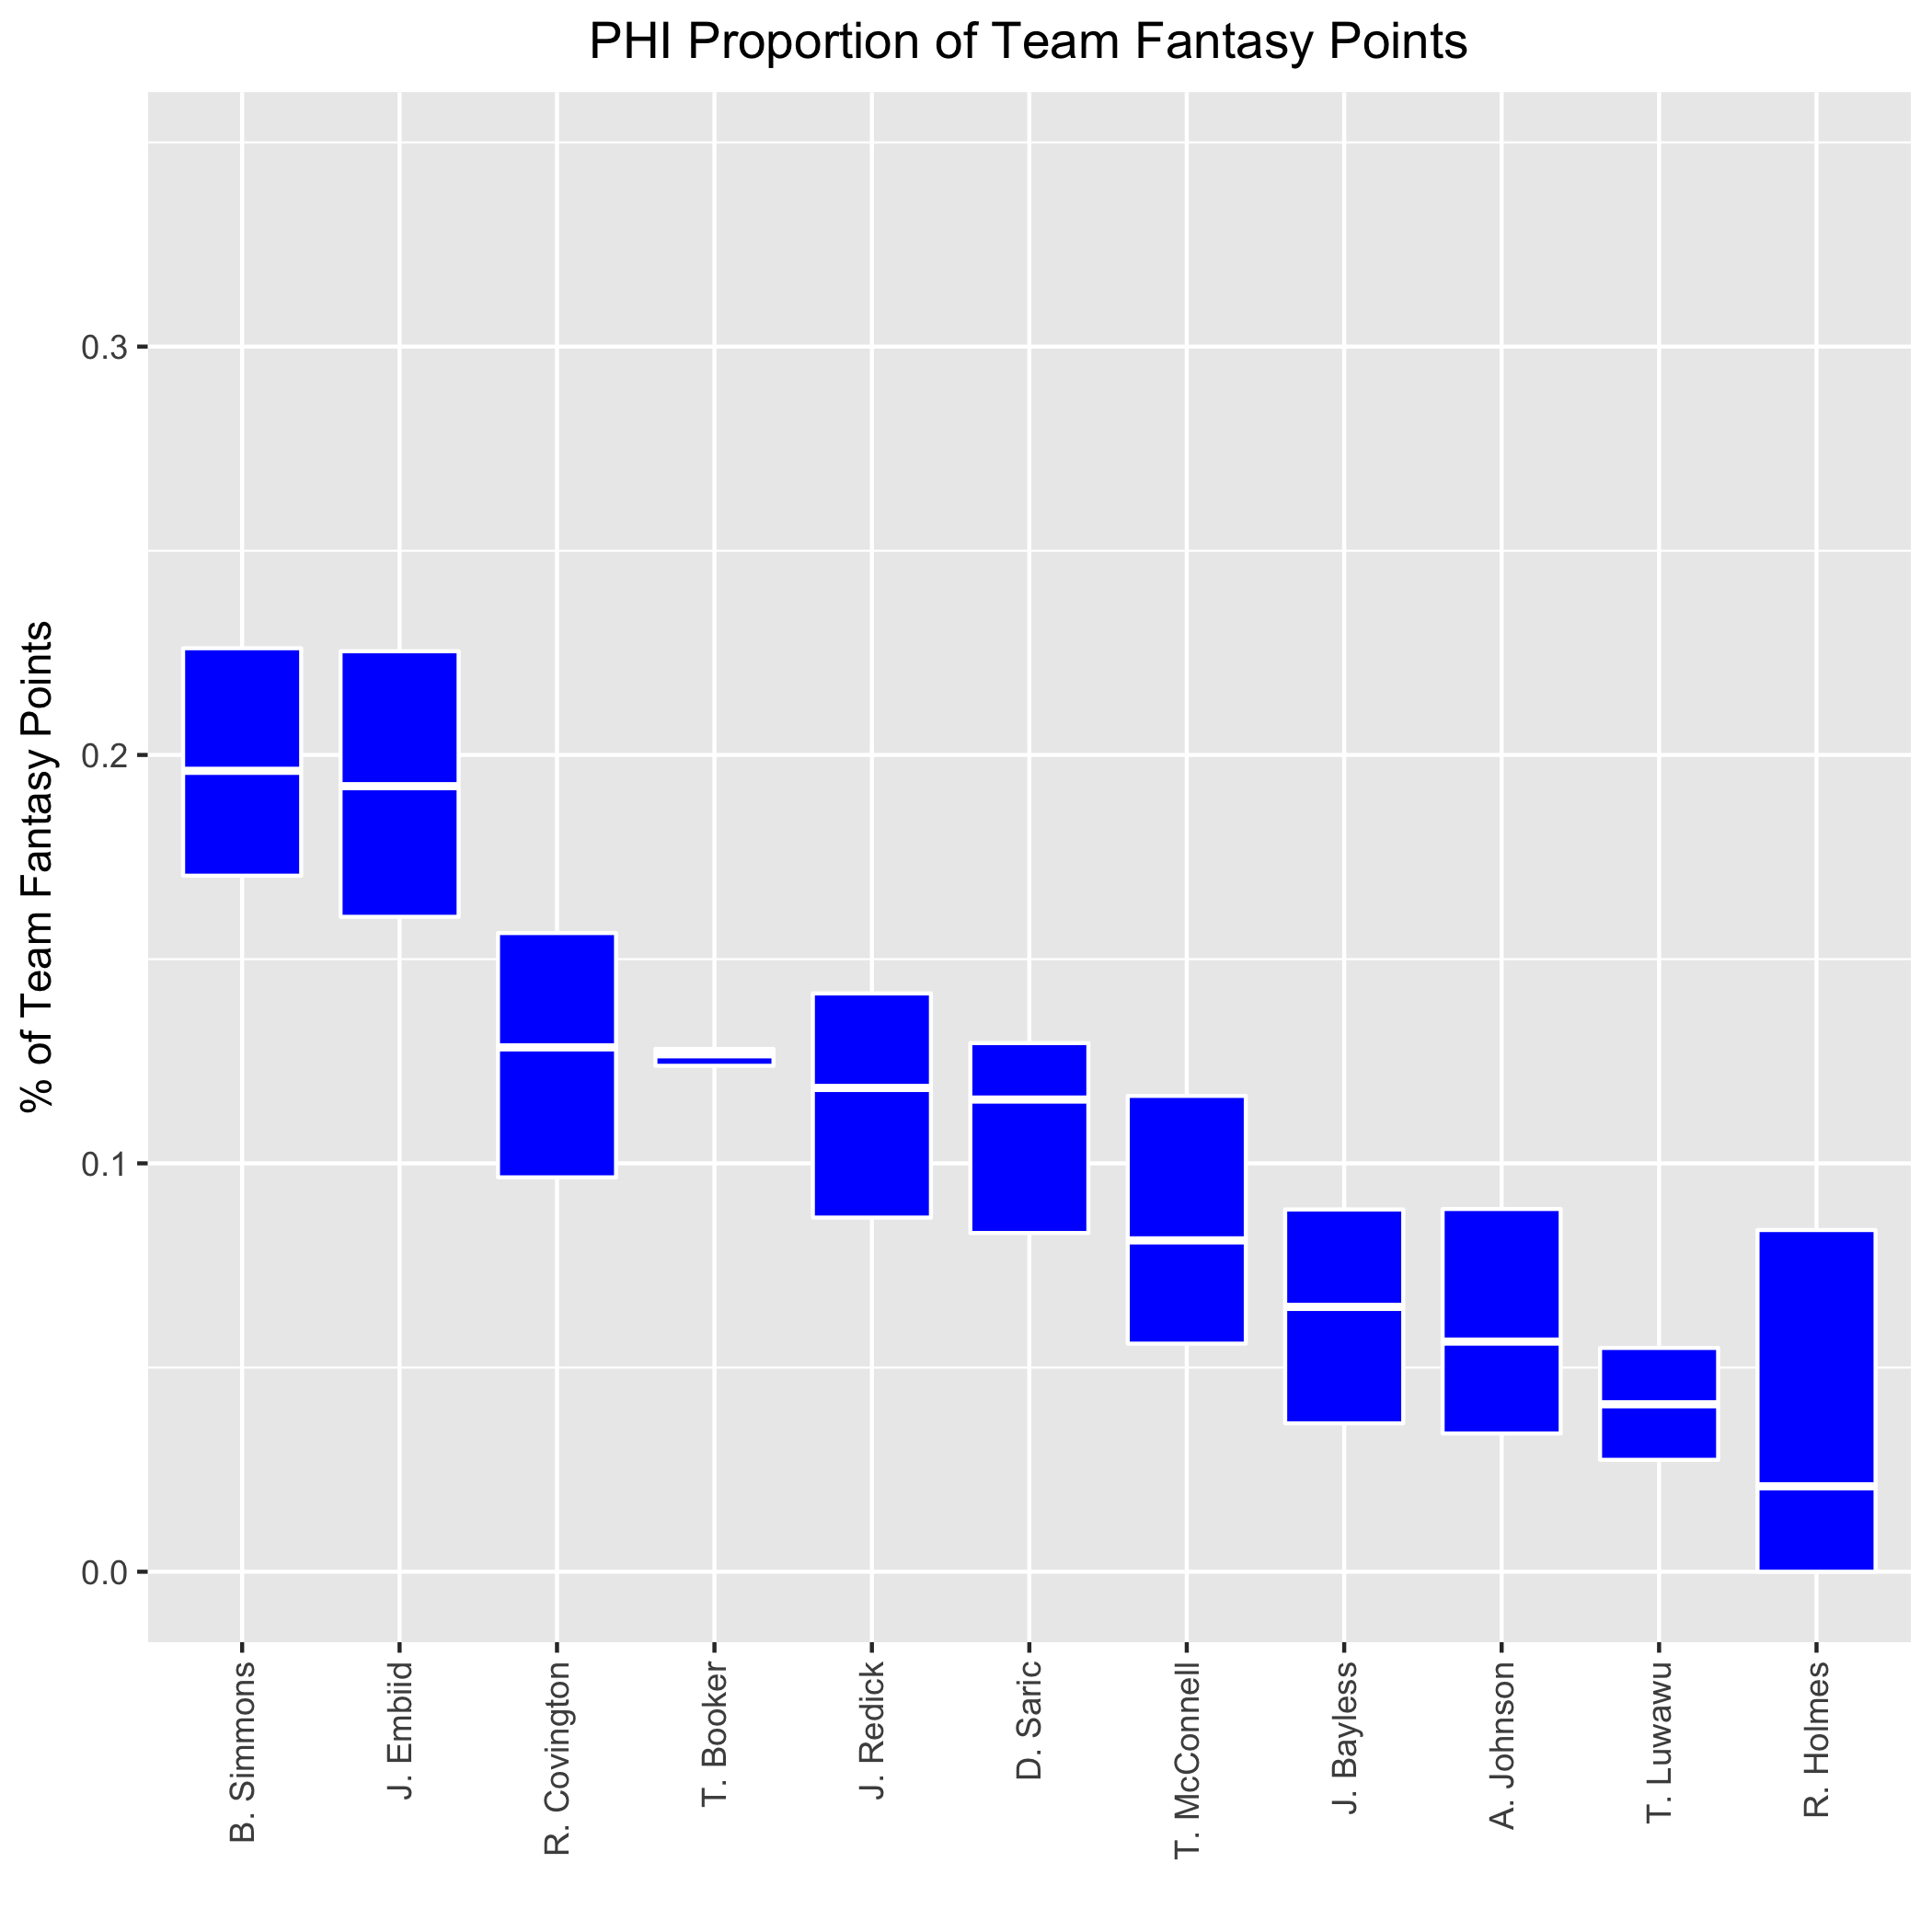 PHI Proportion of Team Fantasy Points
% of Team Fantasy Points
0.3
0.2
0.1
0.0
B. Simmons
J. Embiid
R. Covington
T. Booker
J. Redick
D. Saric
T. McConnell
J. Bayless
A. Johnson
T. Luwawu
R. Holmes